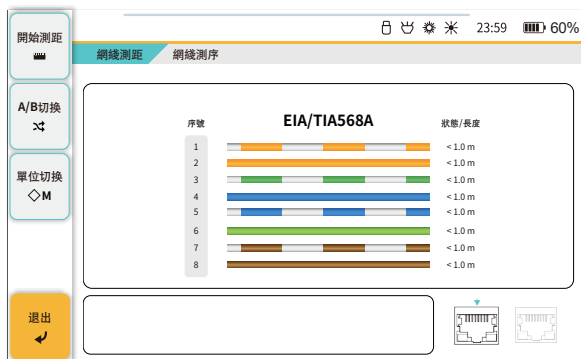 開始測距
23:59 60%
網綫測距 網綫測序
A/B切换
序號 EIA/TIA568A 狀態/長度
1 < 1.0 m
2 < 1.0 m
3 < 1.0 m
4 < 1.0 m
5 < 1.0 m
6 < 1.0 m
7 < 1.0 m
8 < 1.0 m
單位切换
◇M
退出